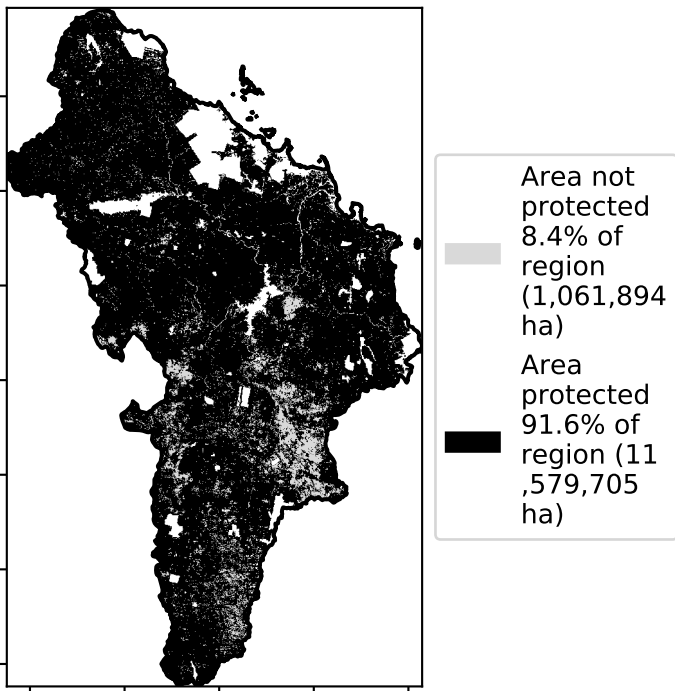 Area not
protected
8.4% of
region
(1,061,894
ha)
Area
protected
91.6% of
region (11
,579,705
ha)